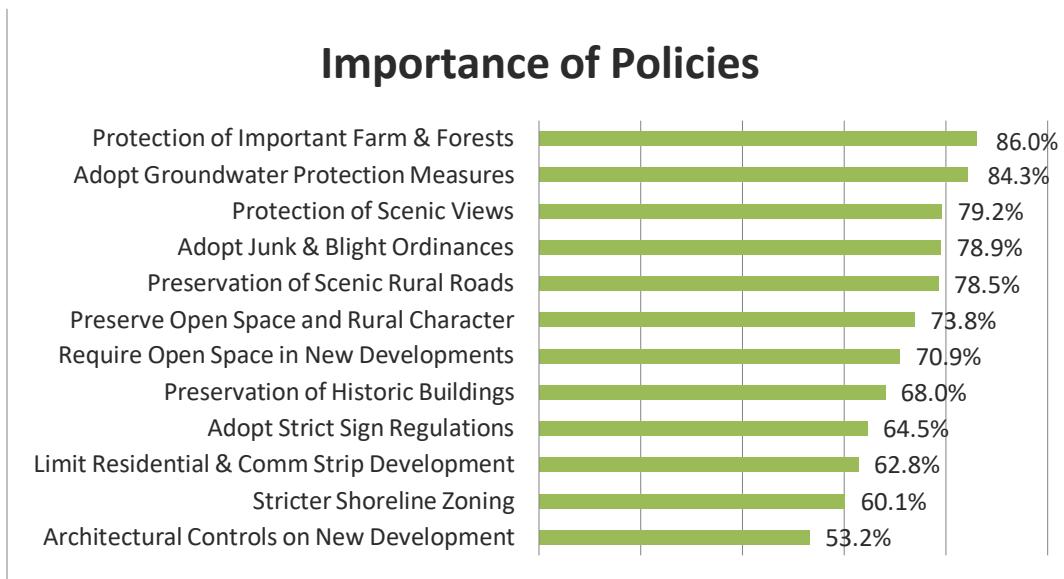 Importance of Policies
Protection of Important Farm & Forests 86.0%
Adopt Groundwater Protection Measures 84.3%
Protection of Scenic Views 79.2%
Adopt Junk & Blight Ordinances 78.9%
Preservation of Scenic Rural Roads 78.5%
Preserve Open Space and Rural Character 73.8%
Require Open Space in New Developments 70.9%
Preservation of Historic Buildings 68.0%
Adopt Strict Sign Regulations 64.5%
Limit Residential & Comm Strip Development 62.8%
Stricter Shoreline Zoning 60.1%
Architectural Controls on New Development 53.2%